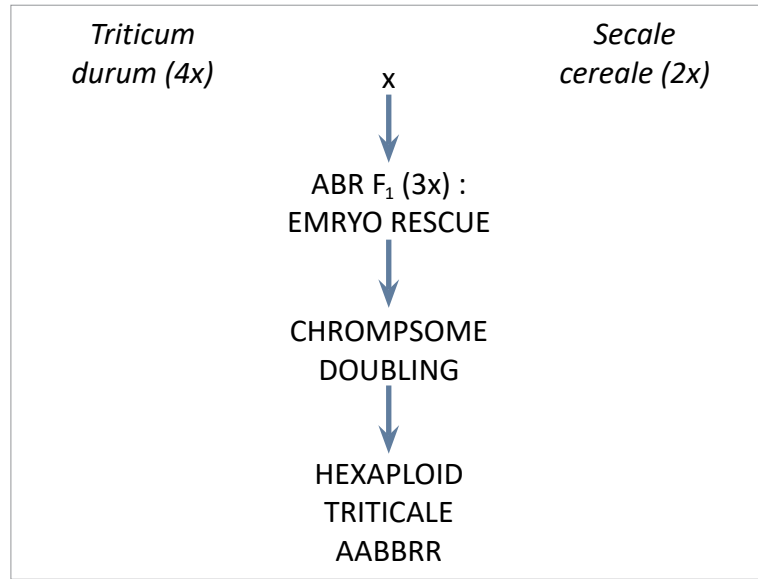 Triticum
durum (4x)
Secale
cereale (2x)
x
ABR F₁ (3x) :
EMRYO RESCUE
CHROMPSOME
DOUBLING
HEXAPLOID
TRITICALE
AABBRR